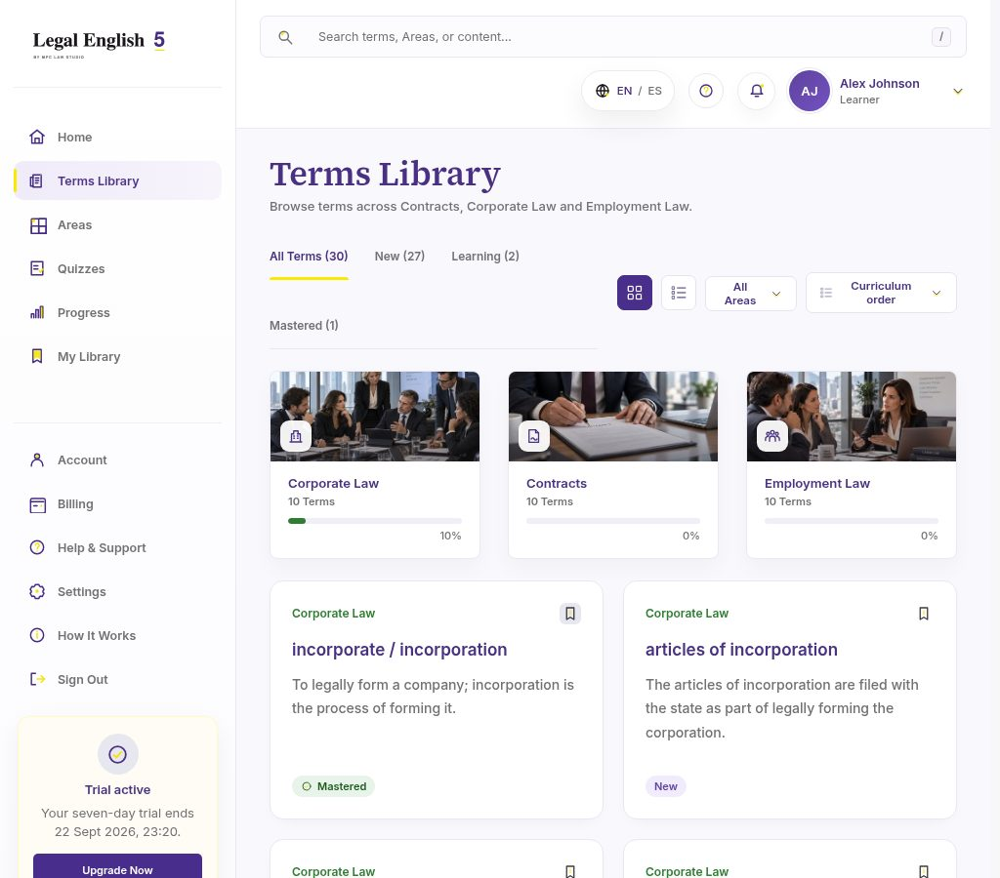 Legal English 5
BY MPC LAW STUDIO
Home
Terms Library
Areas
Quizzes
Progress
My Library
Account
Billing
Help & Support
Settings
How It Works
Sign Out
Trial active
Your seven-day trial ends
22 Sept 2026, 23:20.
Upgrade Now
Search terms, Areas, or content...
/
EN / ES
AJ
Alex Johnson
Learner
Terms Library
Browse terms across Contracts, Corporate Law and Employment Law.
All Terms (30)
New (27)
Learning (2)
Mastered (1)
All
Areas
Curriculum
order
Corporate Law
10 Terms
10%
Contracts
10 Terms
0%
Employment Law
10 Terms
0%
Corporate Law
incorporate / incorporation
To legally form a company; incorporation is
the process of forming it.
Mastered
Corporate Law
articles of incorporation
The articles of incorporation are filed with
the state as part of legally forming the
corporation.
New
Corporate Law
Corporate Law